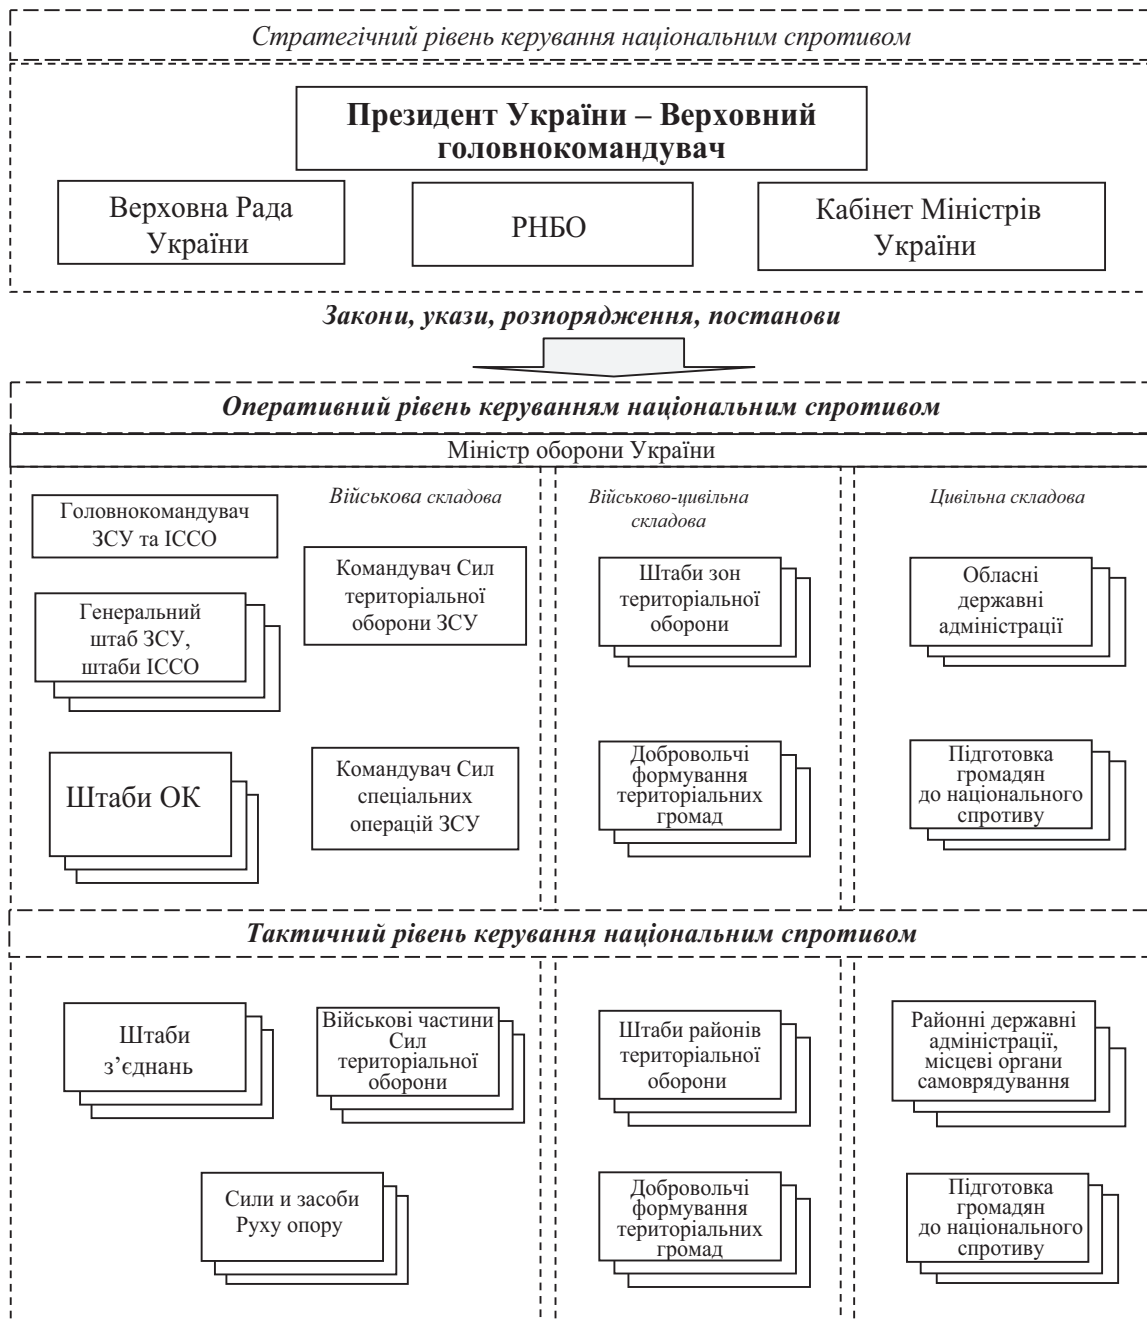 Стратегічний рівень керування національним спротивом
Президент України – Верховний
головнокомандувач
Верховна Рада
України
РНБО
Кабінет Міністрів
України
Закони, укази, розпорядження, постанови
Оперативний рівень керуванням національним спротивом
Міністр оборони України
Військова складова
Військово-цивільна
складова
Цивільна складова
Головнокомандувач
ЗСУ та ІССО
Командувач Сил
територіальної
оборони ЗСУ
Штаби зон
територіальної
оборони
Обласні
державні
адміністрації
Генеральний
штаб ЗСУ,
штаби ІССО
Штаби ОК
Командувач Сил
спеціальних
операцій ЗСУ
Добровольчі
формування
територіальних
громад
Підготовка
громадян
до національного
спротиву
Тактичний рівень керування національним спротивом
Штаби
з’єднань
Військові частини
Сил
територіальної
оборони
Штаби районів
територіальної
оборони
Районні державні
адміністрації,
місцеві органи
самоврядування
Сили и засоби
Руху опору
Добровольчі
формування
територіальних
громад
Підготовка
громадян
до національного
спротиву